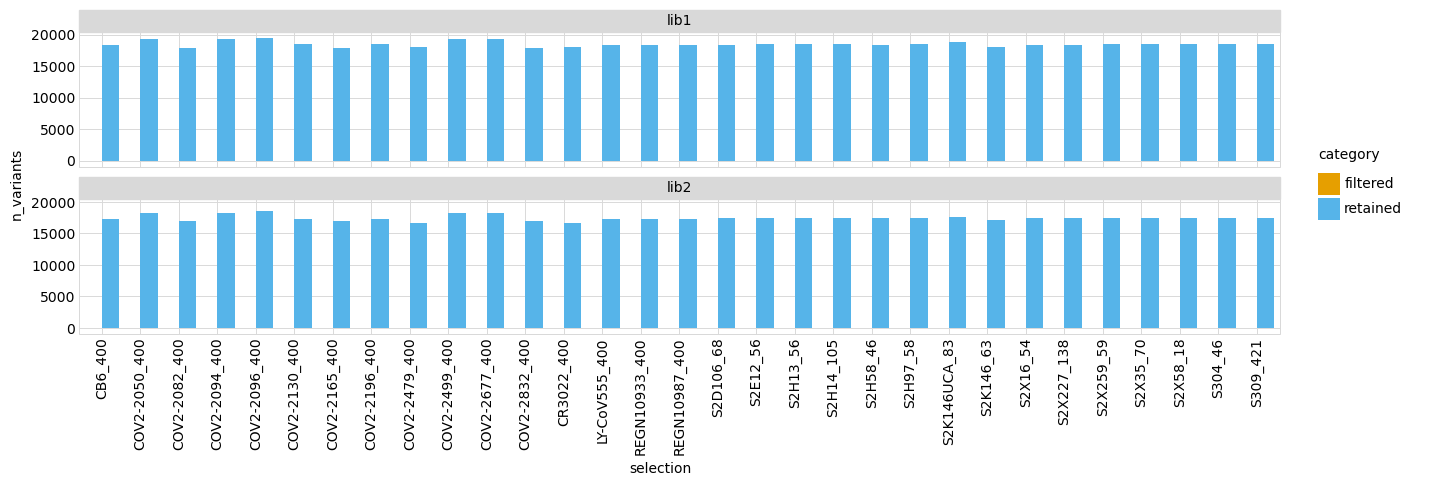 lib1
20000
15000
10000
5000
0
lib2
20000
15000
10000
5000
0
n_variants
CB6_400
COV2-2050_400
COV2-2082_400
COV2-2094_400
COV2-2096_400
COV2-2130_400
COV2-2165_400
COV2-2196_400
COV2-2479_400
COV2-2499_400
COV2-2677_400
COV2-2832_400
CR3022_400
LY-CoV555_400
REGN10933_400
REGN10987_400
S2D106_68
S2E12_56
S2H13_56
S2H14_105
S2H58_46
S2H97_58
S2K146UCA_83
S2K146_63
S2X16_54
S2X227_138
S2X259_59
S2X35_70
S2X58_18
S304_46
S309_421
selection
category
filtered
retained